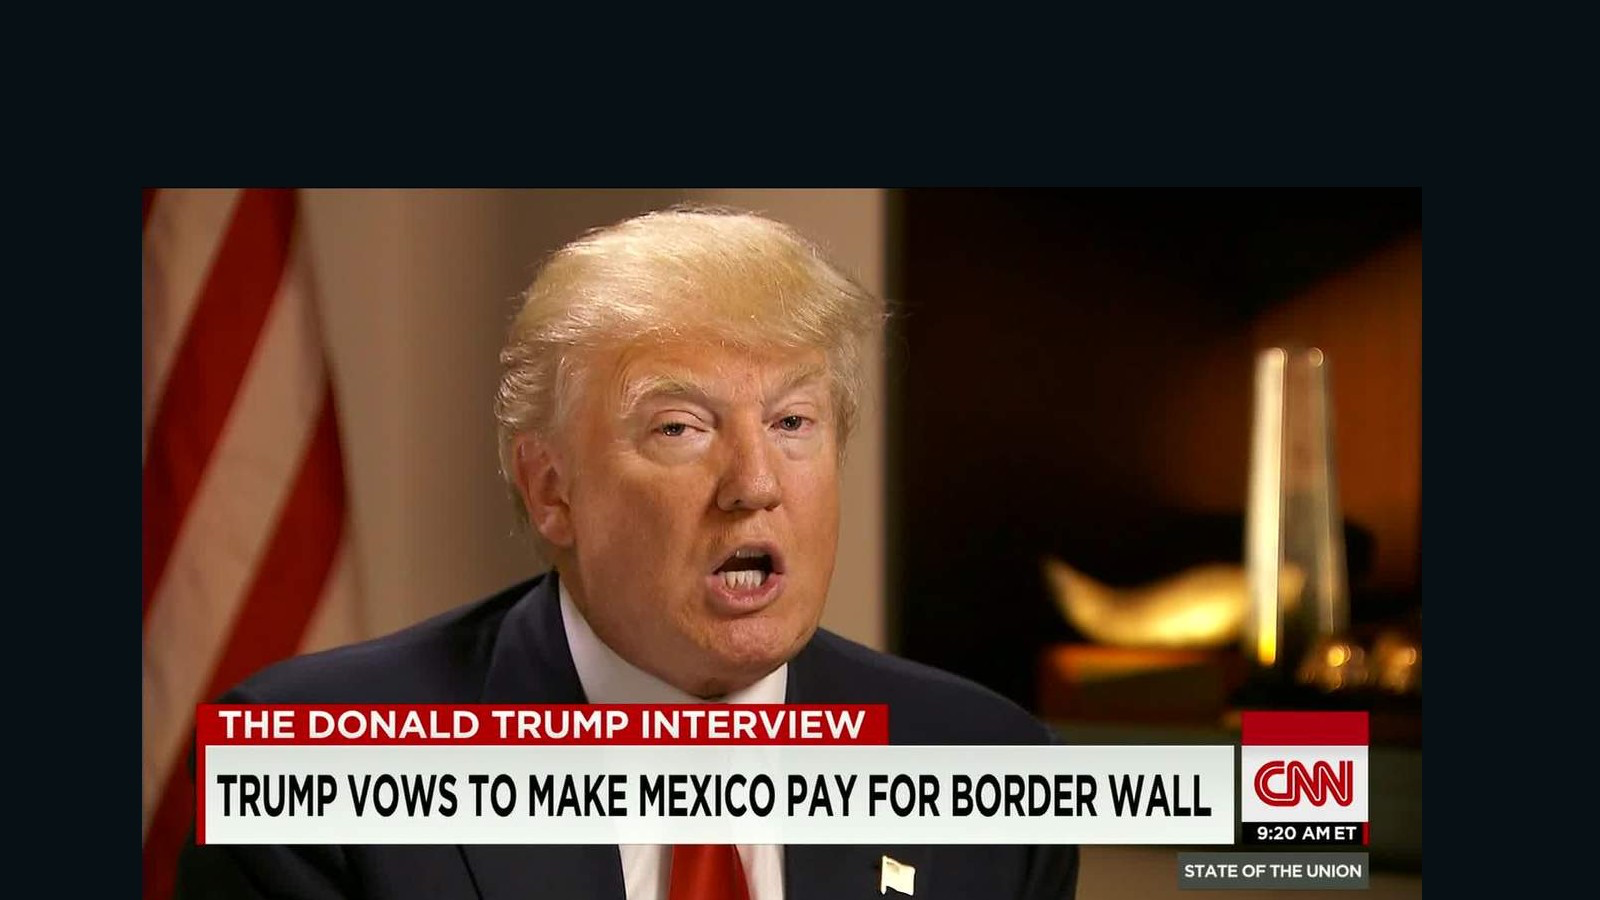 THE DONALD TRUMP INTERVIEW
TRUMP VOWS TO MAKE MEXICO PAY FOR BORDER WALL
CNN
9:20 AM ET
STATE OF THE UNION